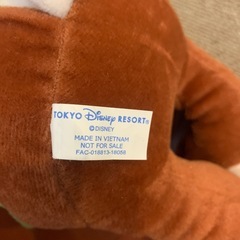 TOKYO Disney RESORT®
©DISNEY
MADE IN VIETNAM
NOT FOR SALE
FAC-016813-18058